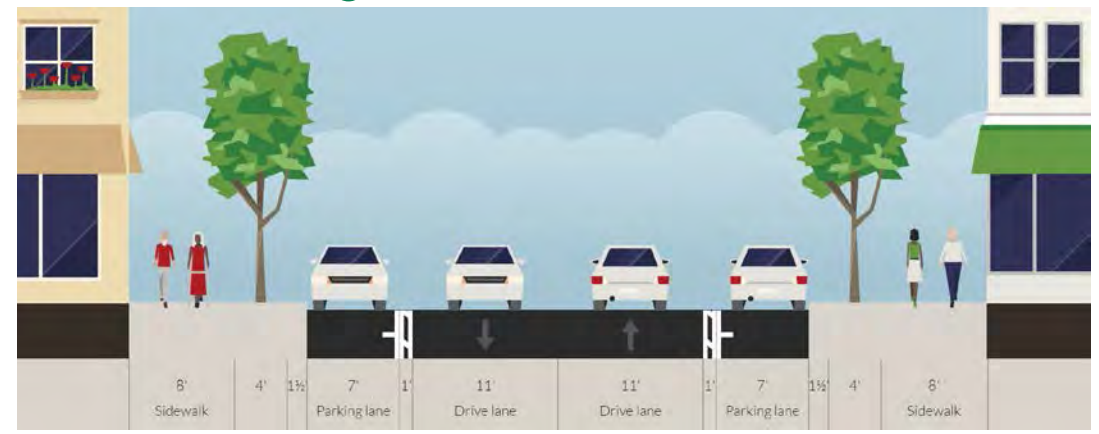 8' 4' 1½ 7' 1' 11' 11' 1' 7' 1½ 4' 8'
Sidewalk Parking lane Drive lane Drive lane Parking lane Sidewalk